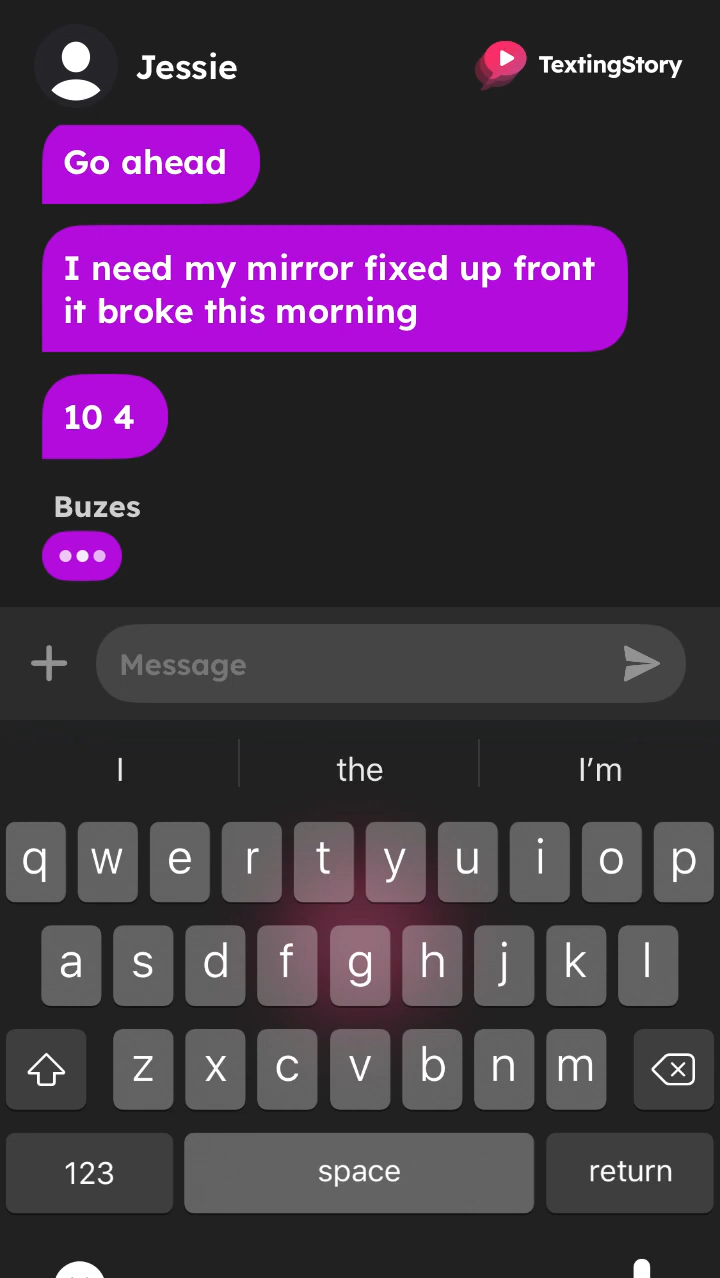 Jessie
TextingStory
Go ahead
I need my mirror fixed up front
it broke this morning
10 4
Buzes
Message
I
the
I'm
q w e r t y u i o p
a s d f g h j k l
z x c v b n m
123
space
return